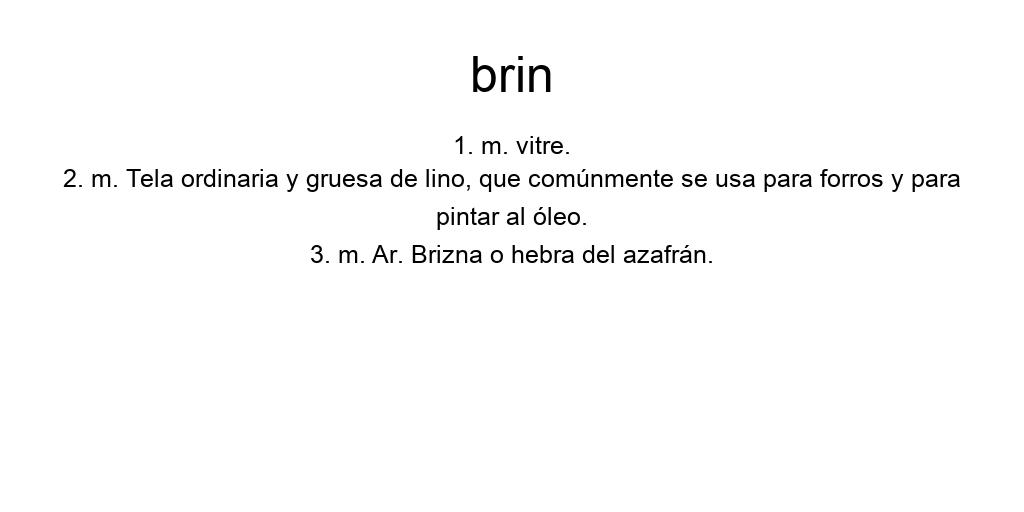 brin
1. m. vitre.
2. m. Tela ordinaria y gruesa de lino, que comúnmente se usa para forros y para
pintar al óleo.
3. m. Ar. Brizna o hebra del azafrán.